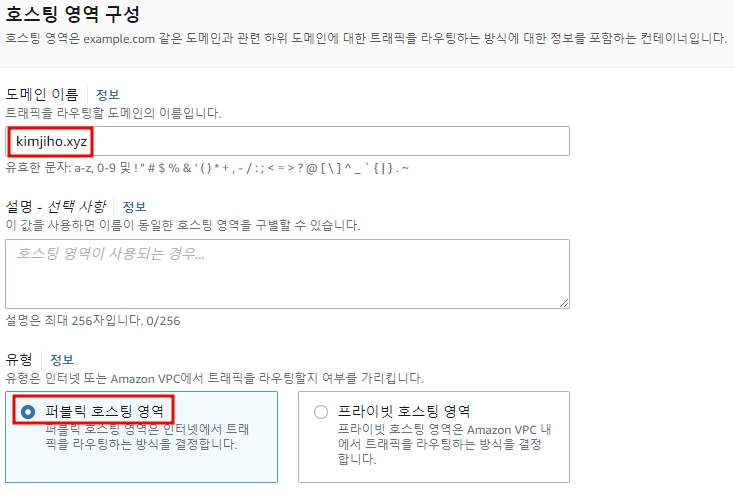 호스팅 영역 구성
호스팅 영역은 example.com 같은 도메인과 관련 하위 도메인에 대한 트래픽을 라우팅하는 방식에 대한 정보를 포함하는 컨테이너입니다.
도메인 이름 정보
트래픽을 라우팅할 도메인의 이름입니다.
kimjiho.xyz
유효한 문자: a-z, 0-9 및 ! " # $ % & ' ( ) * + , - / : ; < = > ? @ [ \ ] ^ _ ` { | } . ~
설명 - 선택 사항 정보
이 값을 사용하면 이름이 동일한 호스팅 영역을 구별할 수 있습니다.
호스팅 영역이 사용되는 경우...
설명은 최대 256자입니다. 0/256
유형 정보
유형은 인터넷 또는 Amazon VPC에서 트래픽을 라우팅할지 여부를 가리킵니다.
퍼블릭 호스팅 영역
퍼블릭 호스팅 영역은 인터넷에서 트래
픽을 라우팅하는 방식을 결정합니다.
프라이빗 호스팅 영역
프라이빗 호스팅 영역은 Amazon VPC 내
에서 트래픽을 라우팅하는 방식을 결정
합니다.